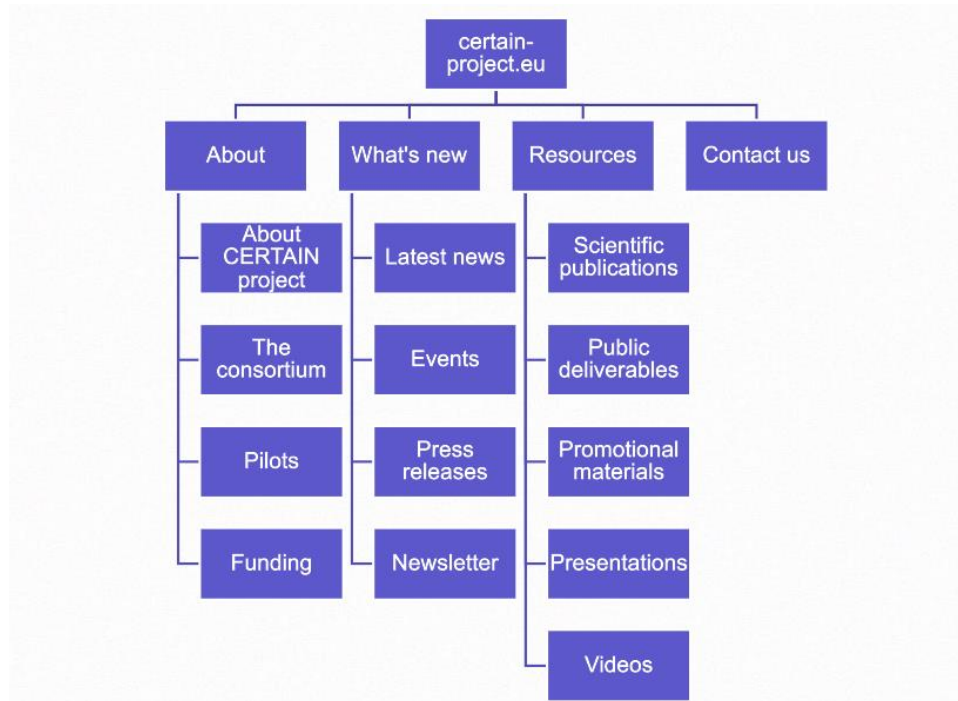 certain-
project.eu
About
What's new
Resources
Contact us
About
CERTAIN
project
The
consortium
Pilots
Funding
Latest news
Events
Press
releases
Newsletter
Scientific
publications
Public
deliverables
Promotional
materials
Presentations
Videos